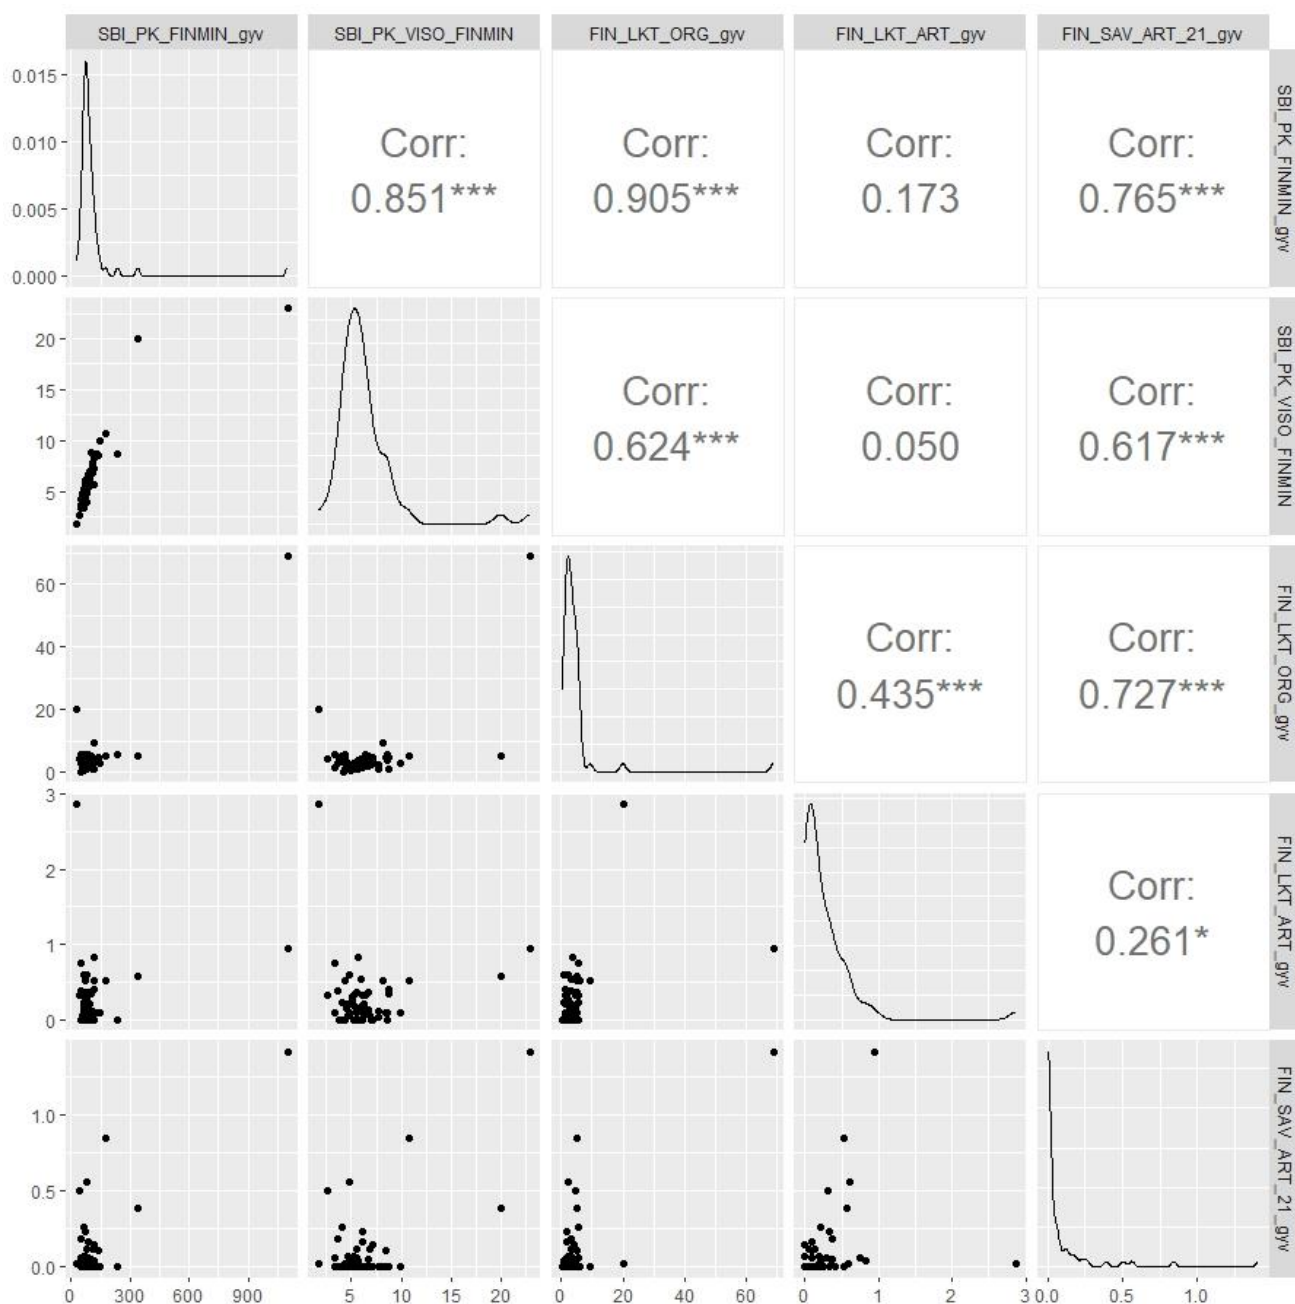 SBI_PK_FINMIN_gyv SBI_PK_VISO_FINMIN FIN_LKT_ORG_gyv FIN_LKT_ART_gyv FIN_SAV_ART_21_gyv
0.015
0.010
0.005
0.000
Corr:
0.851***
Corr:
0.905***
Corr:
0.173
Corr:
0.765***
SBI_PK_FINMIN_gyv
20
15
10
5
Corr:
0.624***
Corr:
0.050
Corr:
0.617***
SBI_PK_VISO_FINMIN
60
40
20
0
Corr:
0.435***
Corr:
0.727***
FIN_LKT_ORG_gyv
3
2
1
0
Corr:
0.261*
FIN_LKT_ART_gyv
1.0
0.5
0.0
FIN_SAV_ART_21_gyv
0 300 600 900 5 10 15 20 0 20 40 60 0 1 2 3 0.0 0.5 1.0